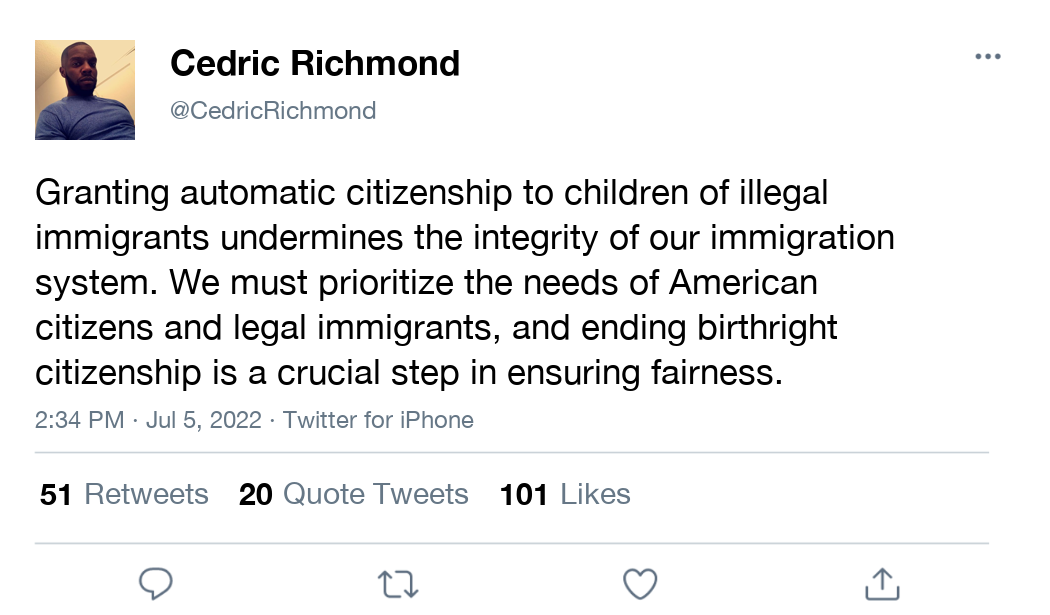 Cedric Richmond
@CedricRichmond
Granting automatic citizenship to children of illegal
immigrants undermines the integrity of our immigration
system. We must prioritize the needs of American
citizens and legal immigrants, and ending birthright
citizenship is a crucial step in ensuring fairness.
2:34 PM · Jul 5, 2022 · Twitter for iPhone
51 Retweets 20 Quote Tweets 101 Likes